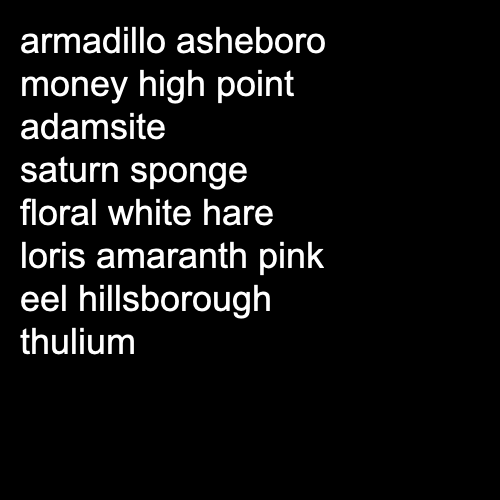 armadillo asheboro
money high point
adamsite
saturn sponge
floral white hare
loris amaranth pink
eel hillsborough
thulium